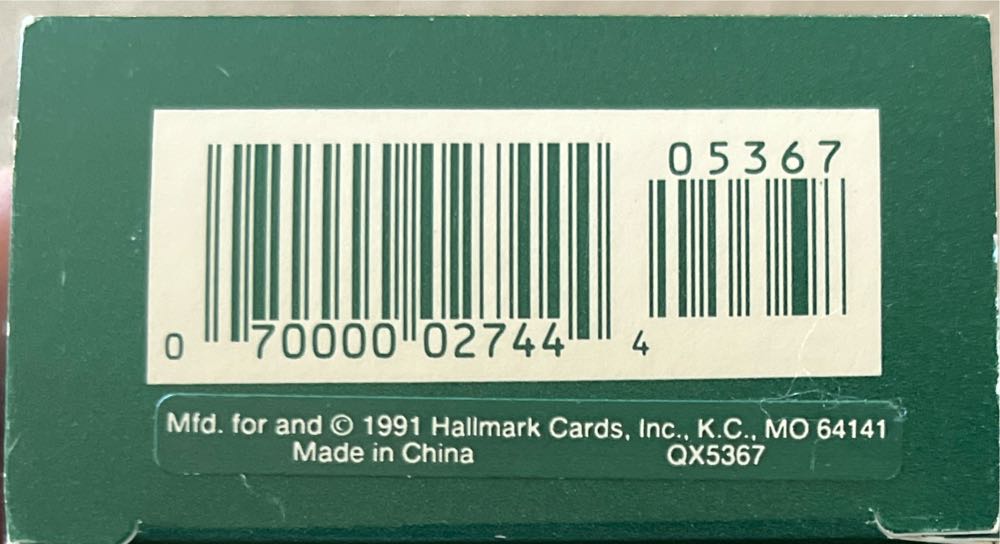 05367
0 70000 02744 4
Mfd. for and © 1991 Hallmark Cards, Inc., K.C., MO 64141
Made in China QX5367